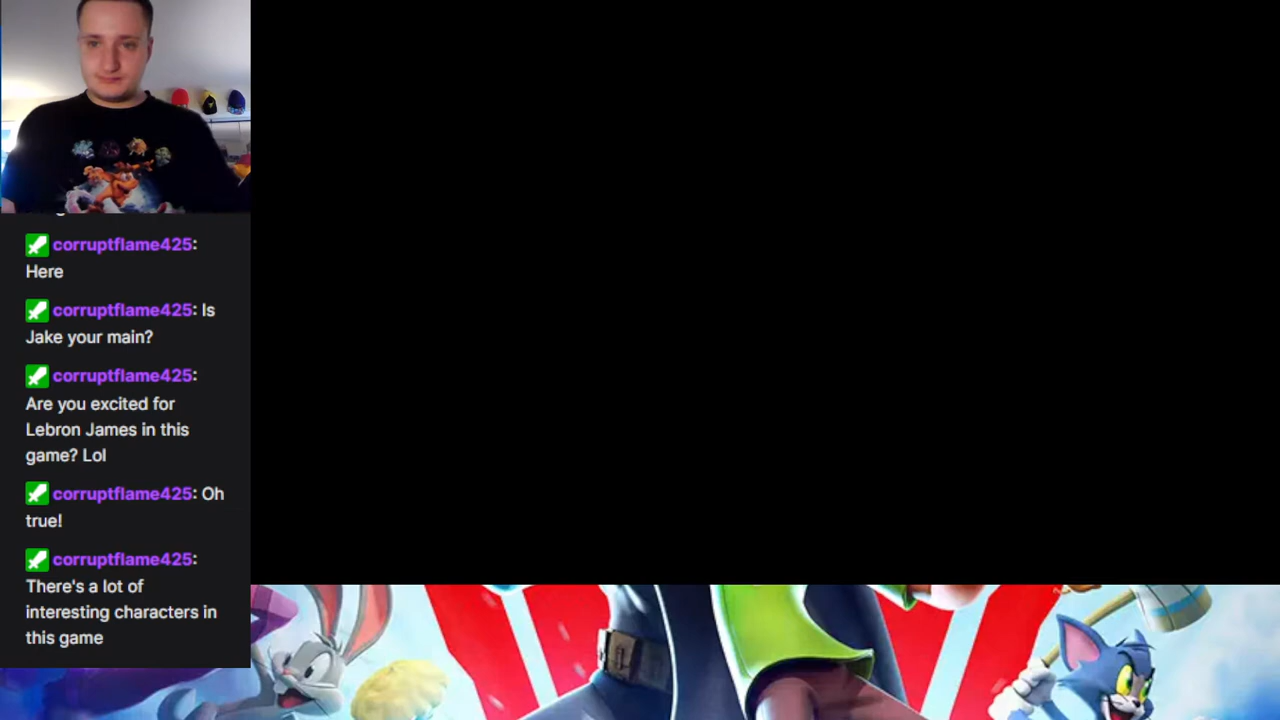 corruptflame425:
Here
corruptflame425: Is
Jake your main?
corruptflame425:
Are you excited for
Lebron James in this
game? Lol
corruptflame425: Oh
true!
corruptflame425:
There's a lot of
interesting characters in
this game